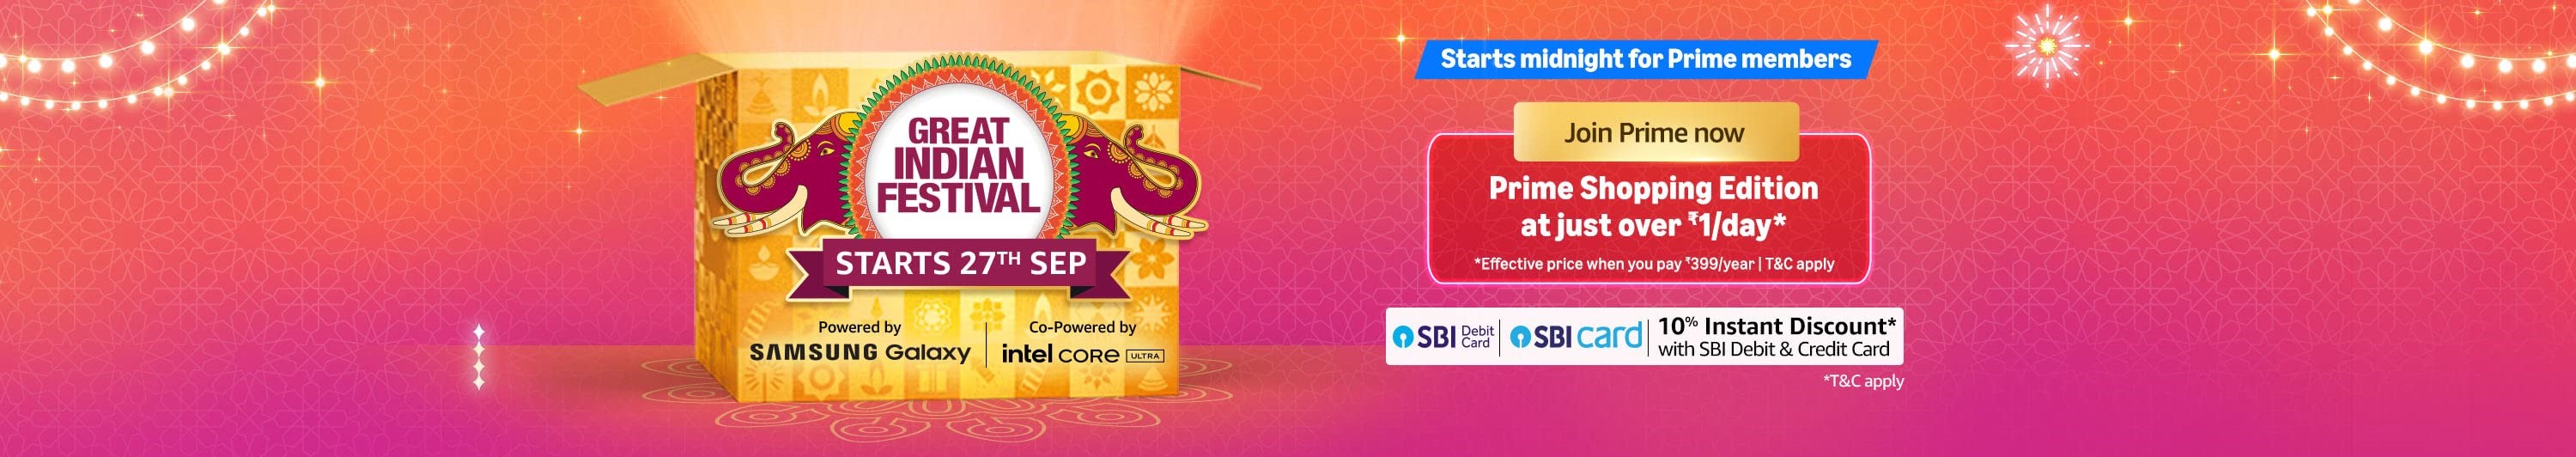 GREAT
INDIAN
FESTIVAL
STARTS 27TH SEP
Powered by
SAMSUNG Galaxy
Co-Powered by
intel CORE ULTRA
Starts midnight for Prime members
Join Prime now
Prime Shopping Edition
at just over ₹1/day*
*Effective price when you pay ₹399/year | T&C apply
SBI Debit Card
SBI card
10% Instant Discount*
with SBI Debit & Credit Card
*T&C apply